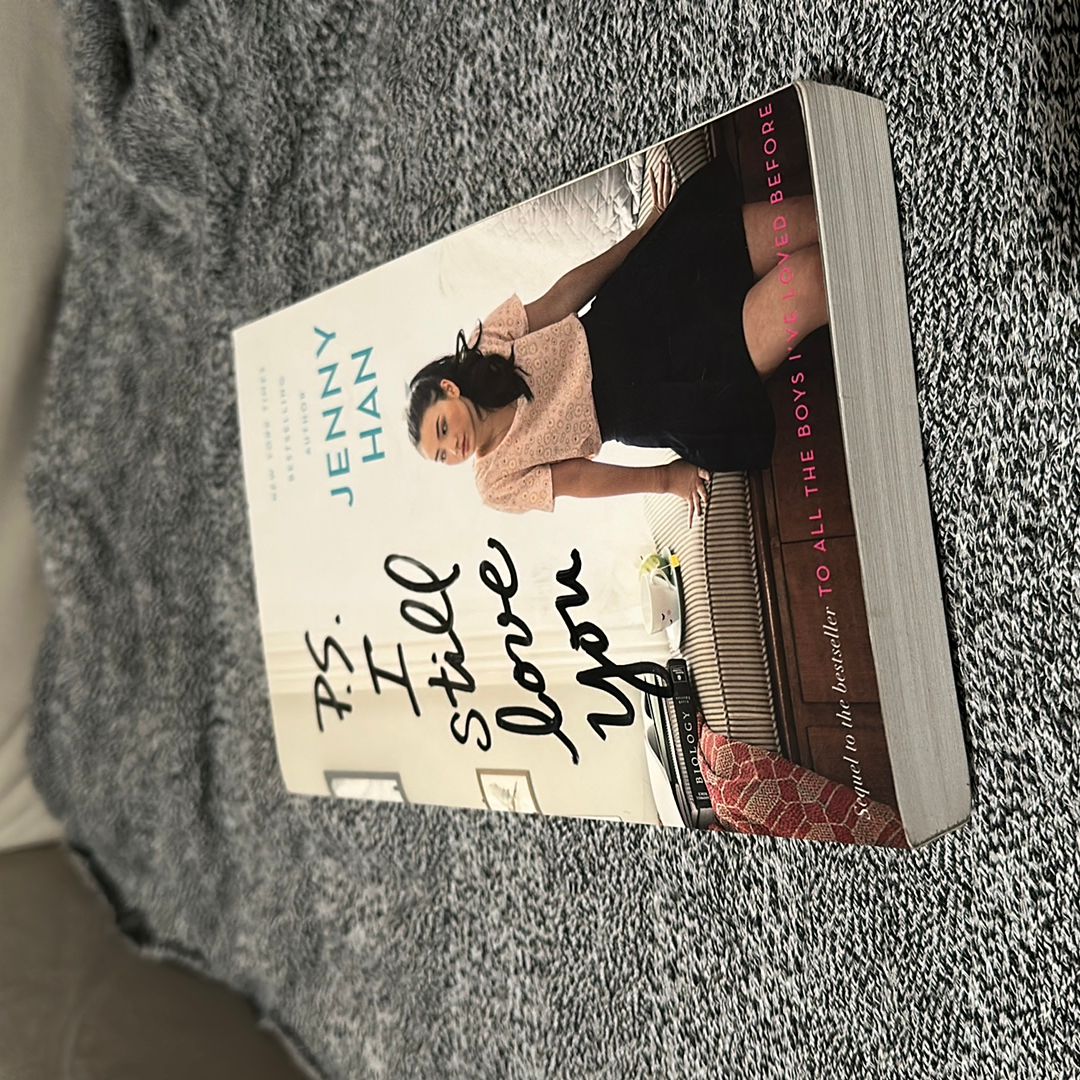 NEW YORK TIMES
BESTSELLING
AUTHOR
JENNY
HAN
P.S.
I
still
love
you
BIOLOGY
Sequel to the bestseller TO ALL THE BOYS I'VE LOVED BEFORE